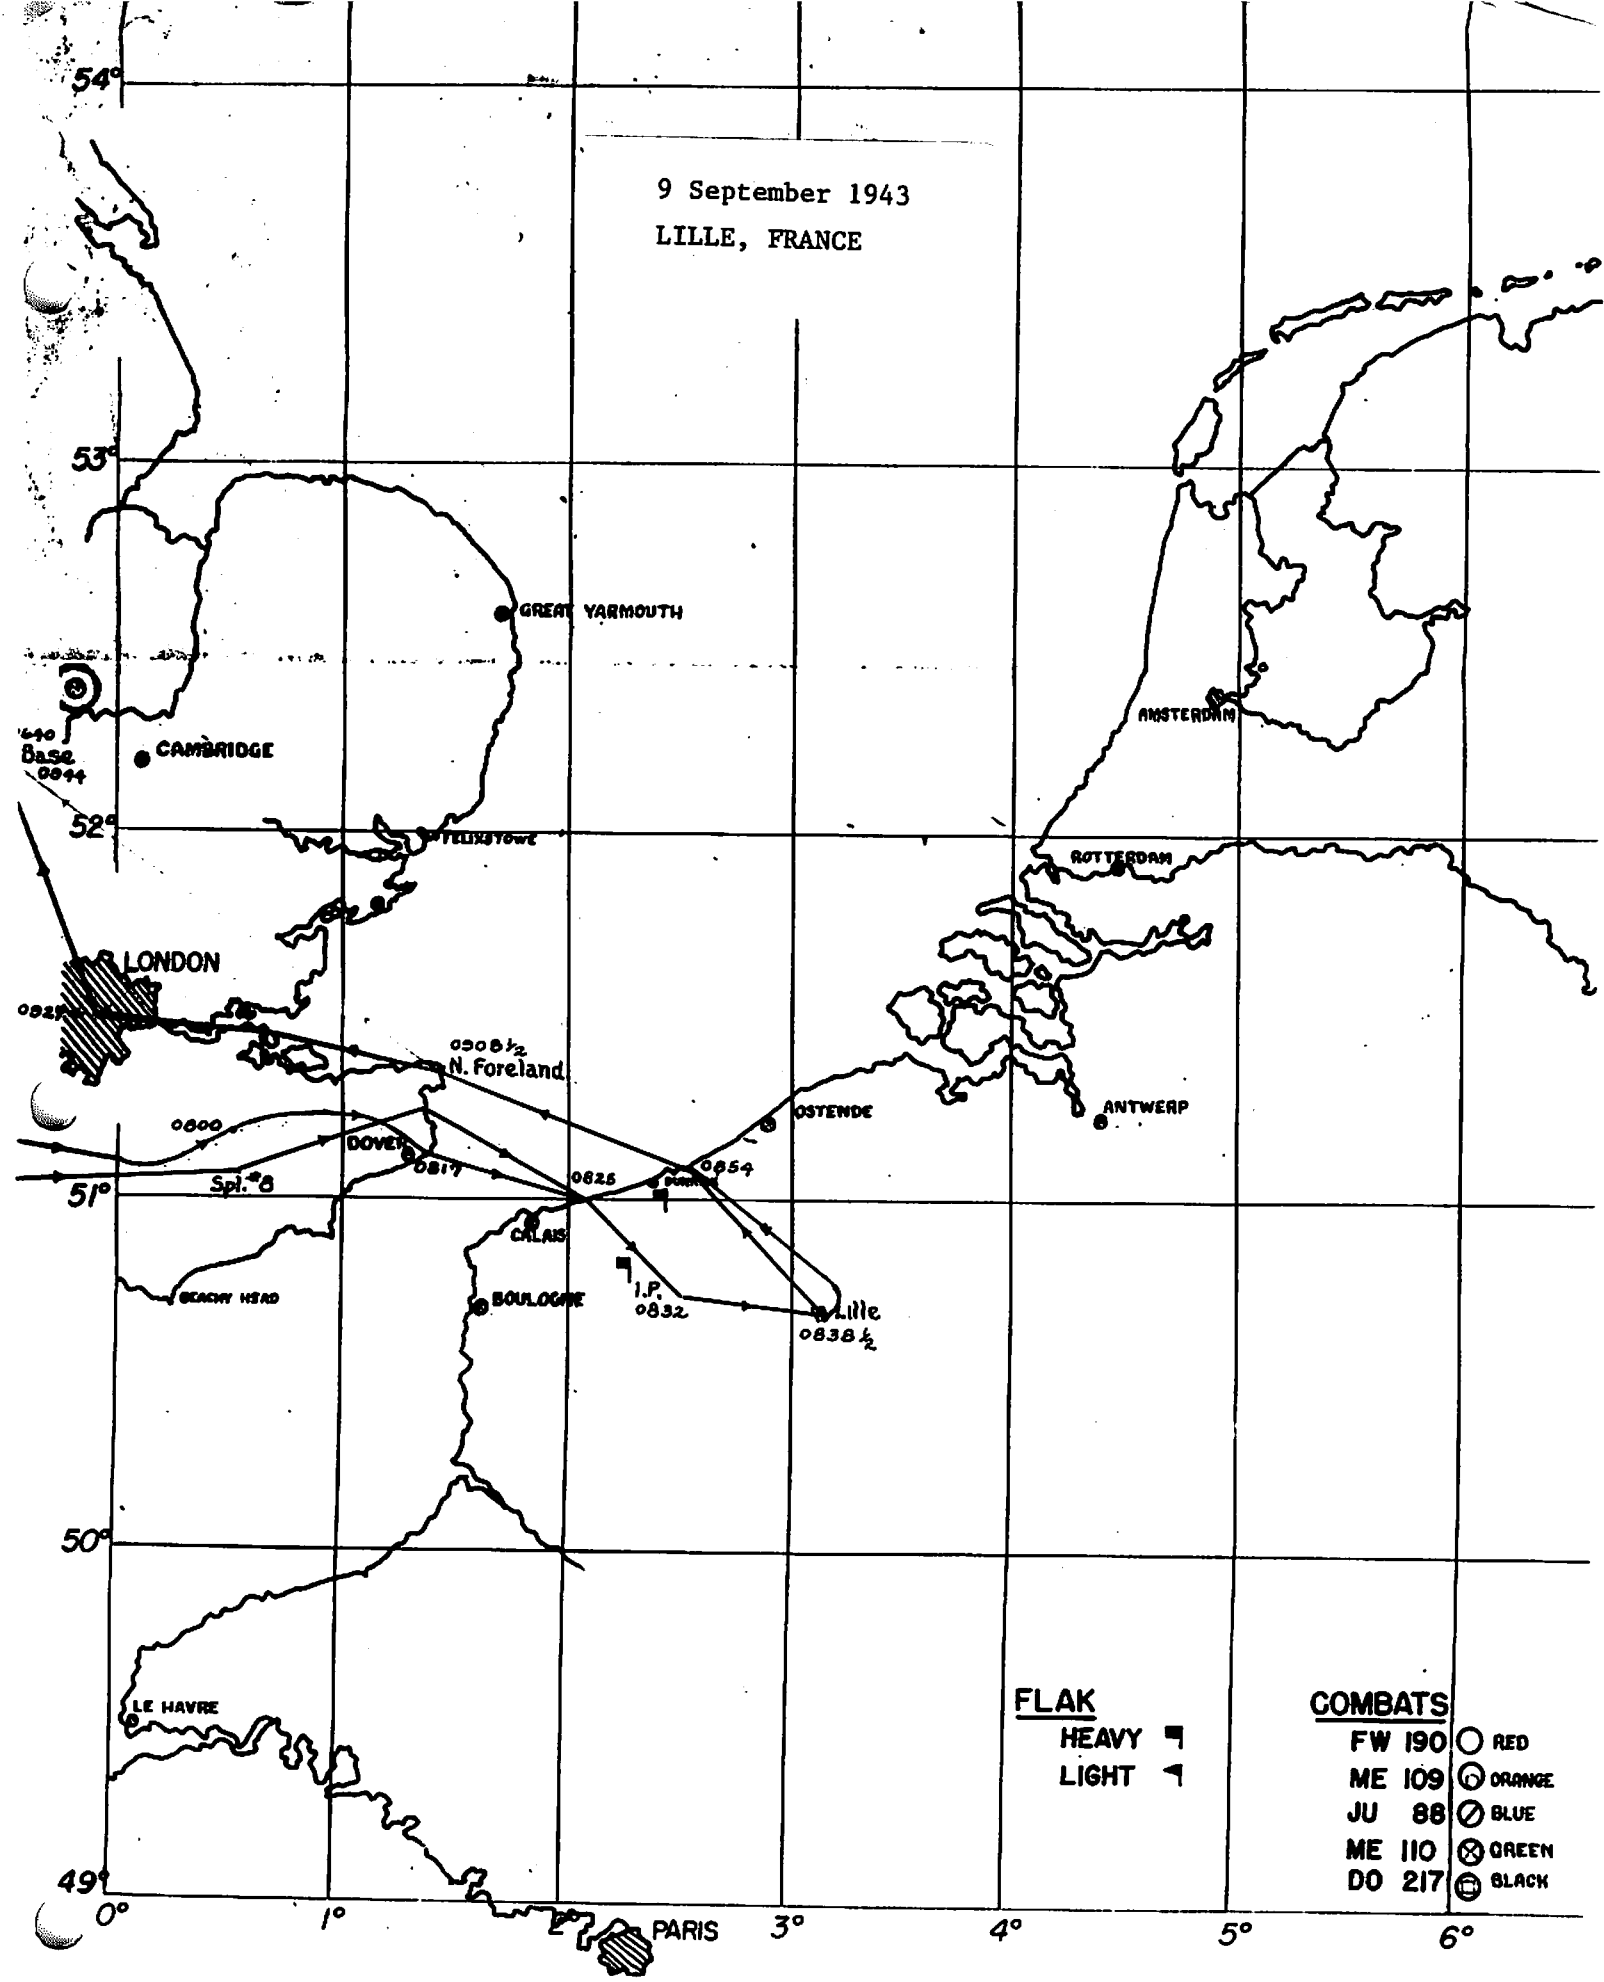 54°
9 September 1943
LILLE, FRANCE
53°
GREAT YARMOUTH
AMSTERDAM
Base
0844
CAMBRIDGE
52°
FELIXSTOWE
ROTTERDAM
LONDON
0908½
N. Foreland
0800
OSTENDE
ANTWERP
DOVER
0817
0825
0854
Spl.#8
51°
CALAIS
BEACHY HEAD
BOULOGNE
I.P.
0832
Lille
0838½
50°
LE HAVRE
FLAK
HEAVY
LIGHT
COMBATS
FW 190 RED
ME 109 ORANGE
JU 88 BLUE
ME 110 GREEN
DO 217 BLACK
49°
0° 1° 2° PARIS 3° 4° 5° 6°